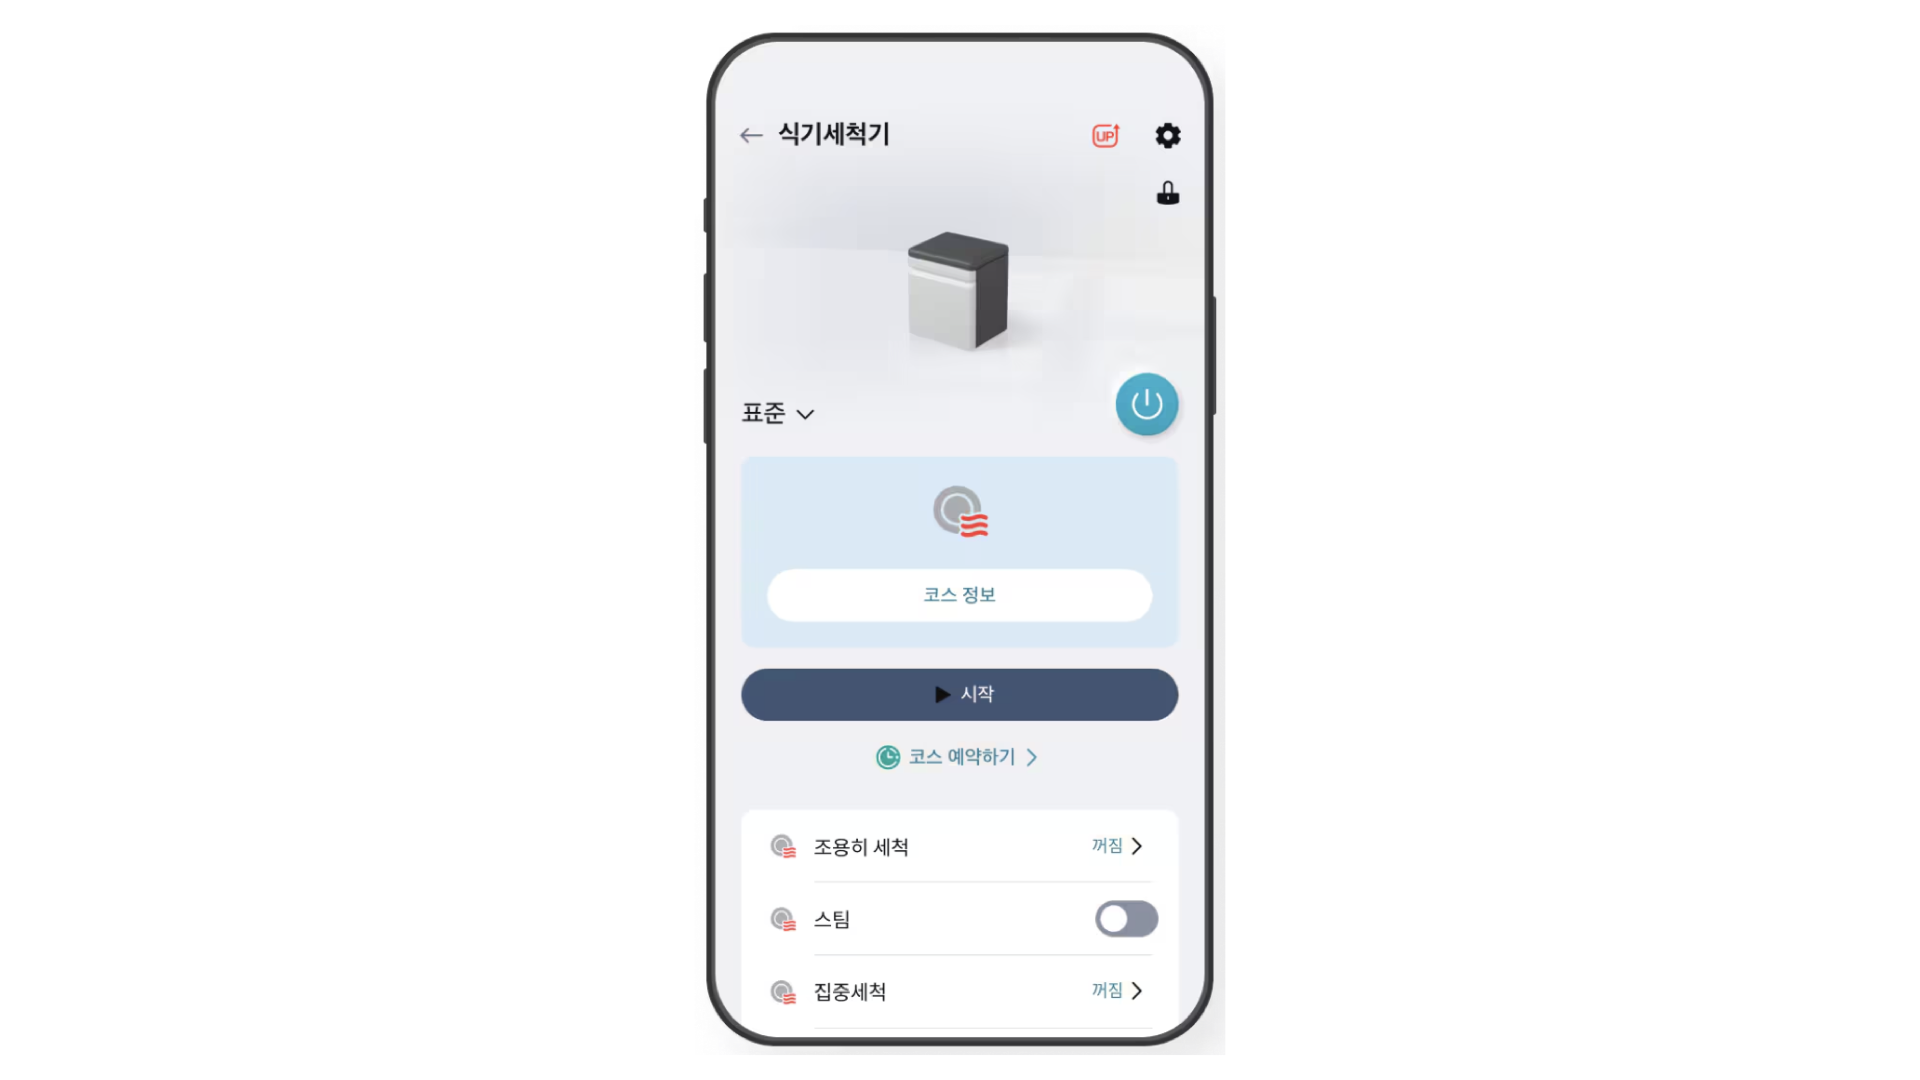 식기세척기
UP
표준
코스 정보
시작
코스 예약하기
조용히 세척 꺼짐
스팀
집중세척 꺼짐